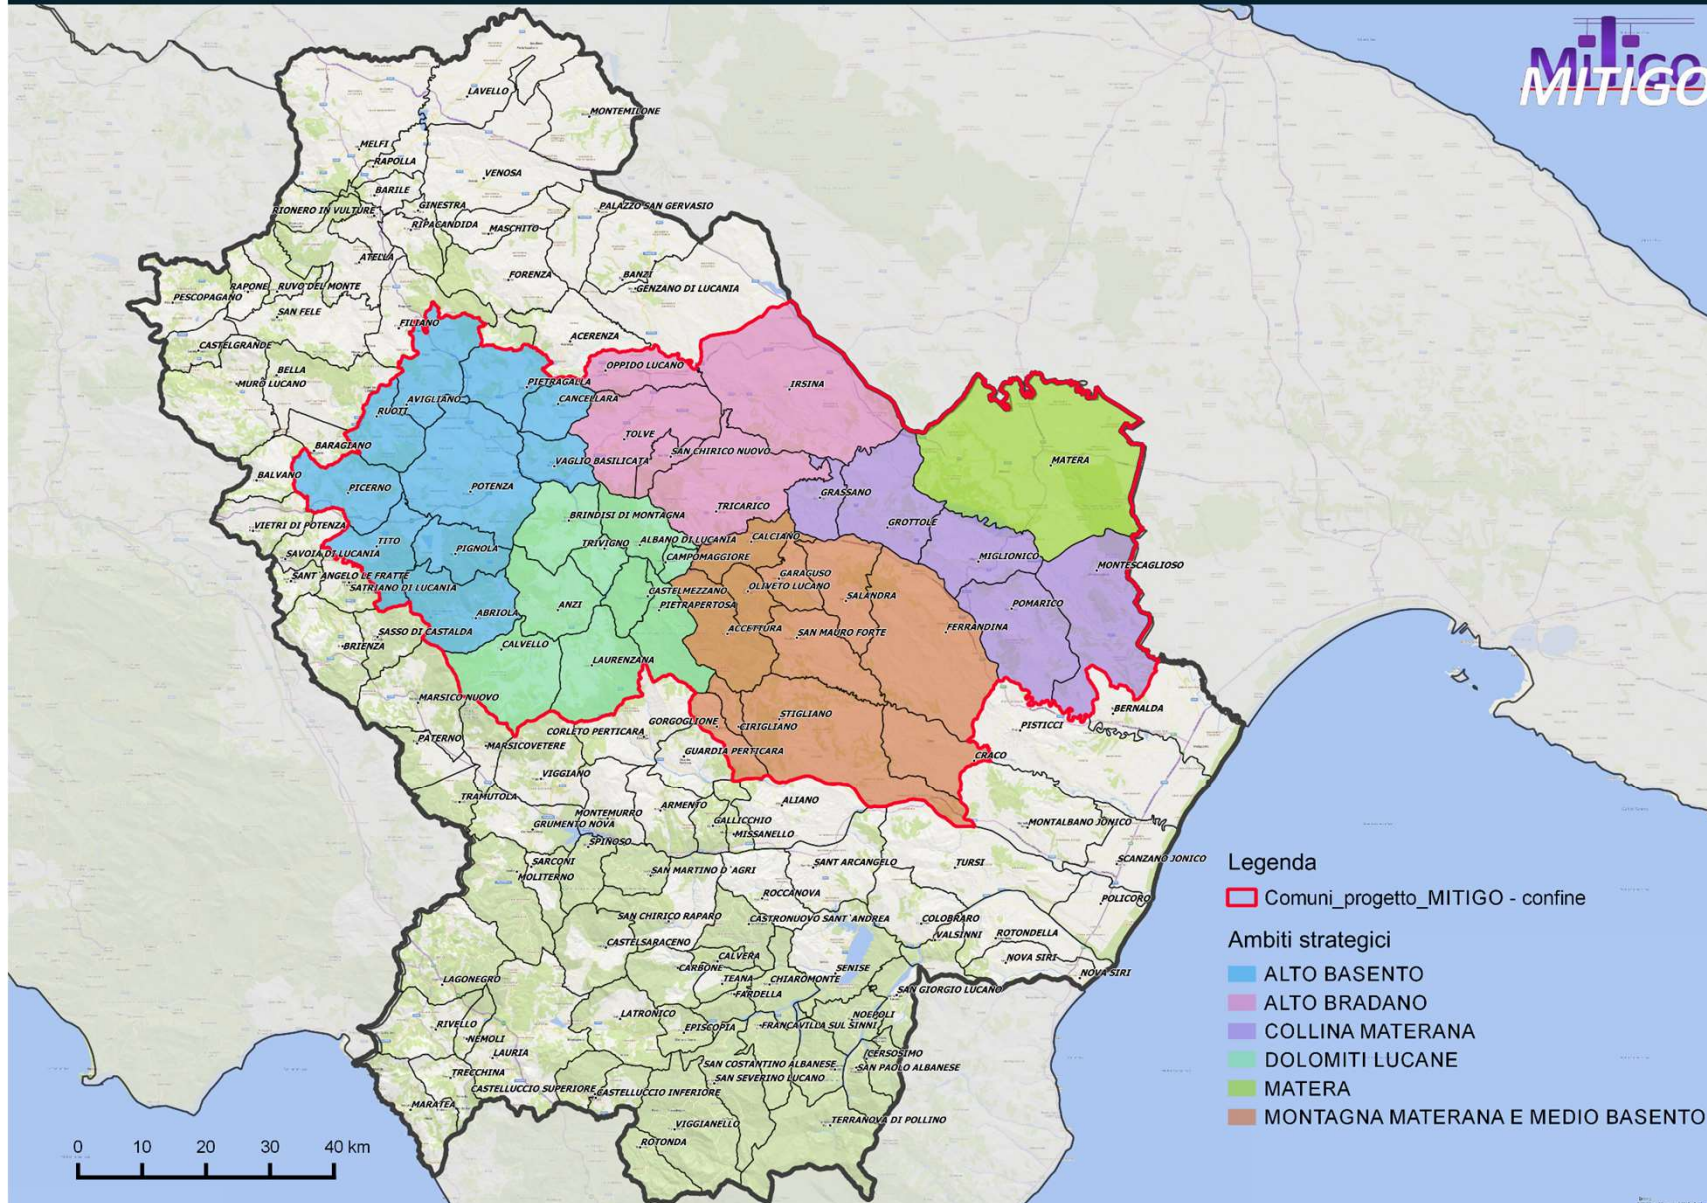 MiTiGO
MITIGO
LAVELLO
MONTEMILONE
MELFI
RAPOLLA
VENOSA
BARILE
GINESTRA
PALAZZO SAN GERVASIO
RIONERO IN VULTURE
RIPACANDIDA
MASCHITO
ATELLA
FORENZA
BANZI
RAPONE
RUVO DEL MONTE
GENZANO DI LUCANIA
PESCOPAGANO
SAN FELE
FILIANO
ACERENZA
CASTELGRANDE
OPPIDO LUCANO
BELLA
MURO LUCANO
PIETRAGALLA
IRSINA
AVIGLIANO
CANCELLARA
RUOTI
TOLVE
BARAGIANO
SAN CHIRICO NUOVO
VAGLIO BASILICATA
MATERA
BALVANO
PICERNO
POTENZA
GRASSANO
TRICARICO
BRINDISI DI MONTAGNA
VIETRI DI POTENZA
GROTTOLE
TITO
TRIVIGNO
ALBANO DI LUCANIA
CALCIANO
PIGNOLA
SAVOIA DI LUCANIA
CAMPOMAGGIORE
MIGLIONICO
MONTESCAGLIOSO
SANT`ANGELO LE FRATTE
GARAGUSO
SATRIANO DI LUCANIA
OLIVETO LUCANO
CASTELMEZZANO
SALANDRA
ABRIOLA
ANZI
PIETRAPERTOSA
POMARICO
SASSO DI CASTALDA
ACCETTURA
SAN MAURO FORTE
FERRANDINA
BRIENZA
CALVELLO
LAURENZANA
MARSICO NUOVO
STIGLIANO
BERNALDA
GORGOGLIONE
CIRIGLIANO
PISTICCI
PATERNO
CORLETO PERTICARA
MARSICOVETERE
GUARDIA PERTICARA
CRACO
VIGGIANO
TRAMUTOLA
ARMENTO
ALIANO
MONTEMURRO
GRUMENTO NOVA
GALLICCHIO
MONTALBANO JONICO
MISSANELLO
SPINOSO
SARCONI
SANT ARCANGELO
TURSI
SCANZANO JONICO
MOLITERNO
SAN MARTINO D`AGRI
ROCCANOVA
POLICORO
SAN CHIRICO RAPARO
CASTRONUOVO SANT`ANDREA
COLOBRARO
VALSINNI
ROTONDELLA
CASTELSARACENO
CALVERA
NOVA SIRI
CARBONE
SENISE
NOVA SIRI
LAGONEGRO
TEANA
CHIAROMONTE
FARDELLA
SAN GIORGIO LUCANO
LATRONICO
NOEPOLI
RIVELLO
EPISCOPIA
FRANCAVILLA SUL SINNI
NEMOLI
LAURIA
CERSOSIMO
SAN COSTANTINO ALBANESE
SAN PAOLO ALBANESE
TRECCHINA
SAN SEVERINO LUCANO
CASTELLUCCIO SUPERIORE
CASTELLUCCIO INFERIORE
MARATEA
VIGGIANELLO
TERRANOVA DI POLLINO
ROTONDA
0 10 20 30 40 km
Legenda
Comuni_progetto_MITIGO - confine
Ambiti strategici
ALTO BASENTO
ALTO BRADANO
COLLINA MATERANA
DOLOMITI LUCANE
MATERA
MONTAGNA MATERANA E MEDIO BASENTO